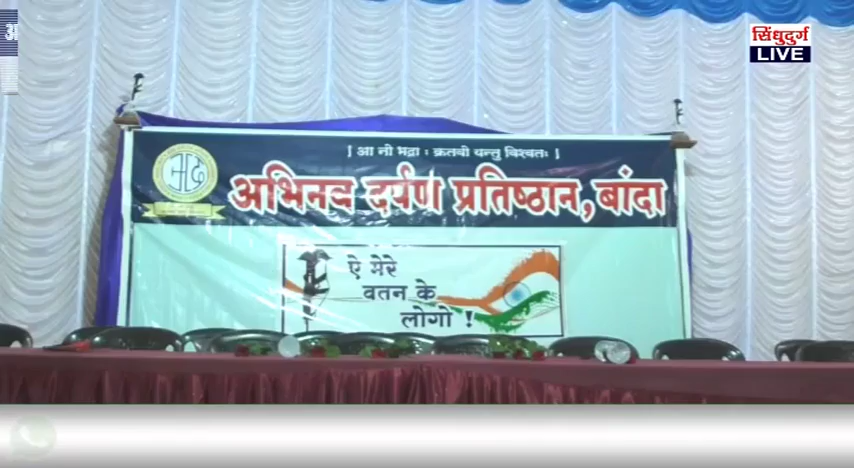 सिंधुदुर्ग
LIVE
। आ नो भद्राः क्रतवो यन्तु विश्वतः ।
अभिनव दर्पण प्रतिष्ठान, बांदा
ऐ मेरे
वतन के
लोगो !